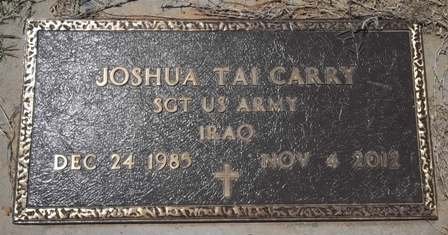 JOSHUA TAI CARRY
SGT US ARMY
IRAQ
DEC 24 1985 NOV 4 2012